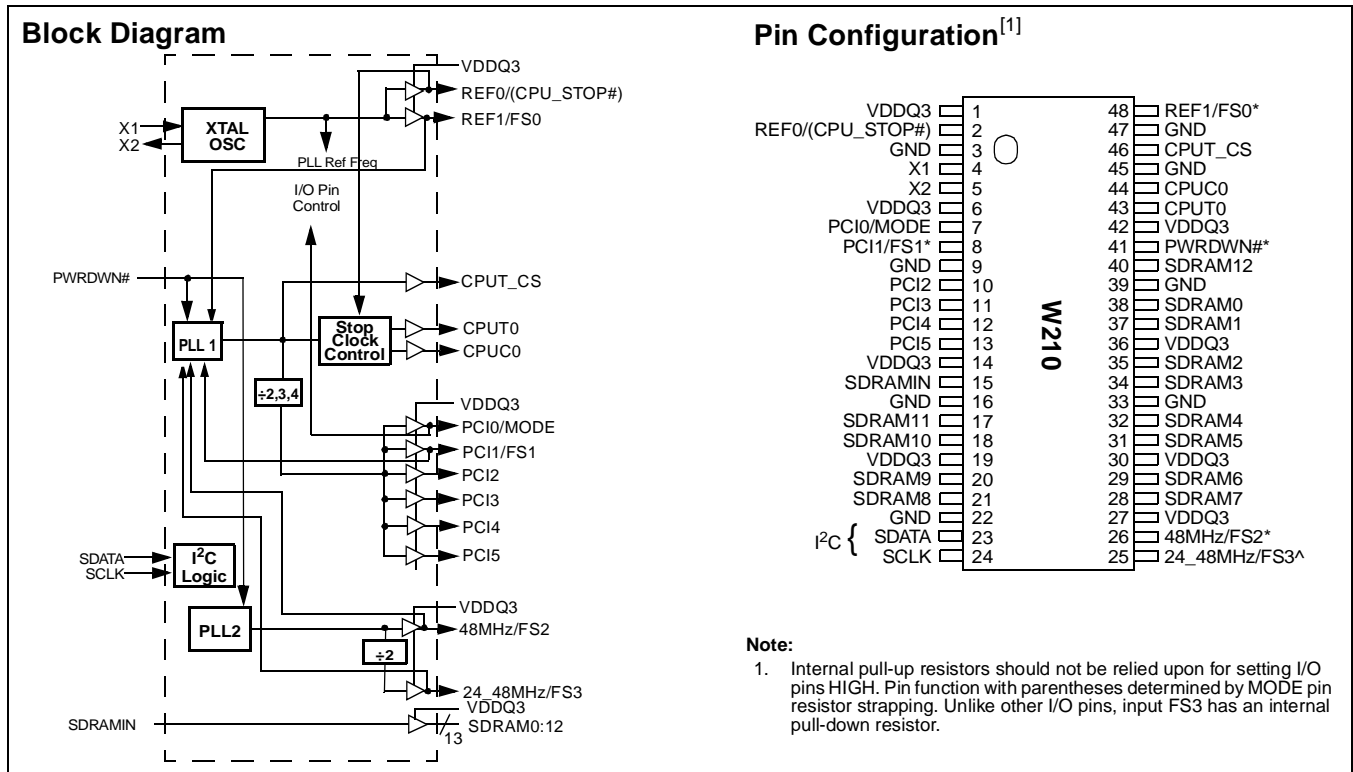 Block Diagram
VDDQ3
REF0/(CPU_STOP#)
REF1/FS0
X1
X2
XTAL
OSC
PLL Ref Freq
I/O Pin
Control
PWRDWN#
CPUT_CS
PLL 1
Stop
Clock
Control
CPUT0
CPUC0
÷2,3,4
VDDQ3
PCI0/MODE
PCI1/FS1
PCI2
PCI3
PCI4
PCI5
SDATA
SCLK
I²C
Logic
VDDQ3
PLL2
48MHz/FS2
÷2
24_48MHz/FS3
VDDQ3
SDRAMIN
SDRAM0:12
13
Pin Configuration[1]
VDDQ3 1 48 REF1/FS0*
REF0/(CPU_STOP#) 2 47 GND
GND 3 46 CPUT_CS
X1 4 45 GND
X2 5 44 CPUC0
VDDQ3 6 43 CPUT0
PCI0/MODE 7 42 VDDQ3
PCI1/FS1* 8 41 PWRDWN#*
GND 9 40 SDRAM12
PCI2 10 39 GND
PCI3 11 38 SDRAM0
PCI4 12 37 SDRAM1
PCI5 13 36 VDDQ3
VDDQ3 14 35 SDRAM2
SDRAMIN 15 34 SDRAM3
GND 16 33 GND
SDRAM11 17 32 SDRAM4
SDRAM10 18 31 SDRAM5
VDDQ3 19 30 VDDQ3
SDRAM9 20 29 SDRAM6
SDRAM8 21 28 SDRAM7
GND 22 27 VDDQ3
I²C { SDATA 23 26 48MHz/FS2*
SCLK 24 25 24_48MHz/FS3^
W210
Note:
1. Internal pull-up resistors should not be relied upon for setting I/O
pins HIGH. Pin function with parentheses determined by MODE pin
resistor strapping. Unlike other I/O pins, input FS3 has an internal
pull-down resistor.